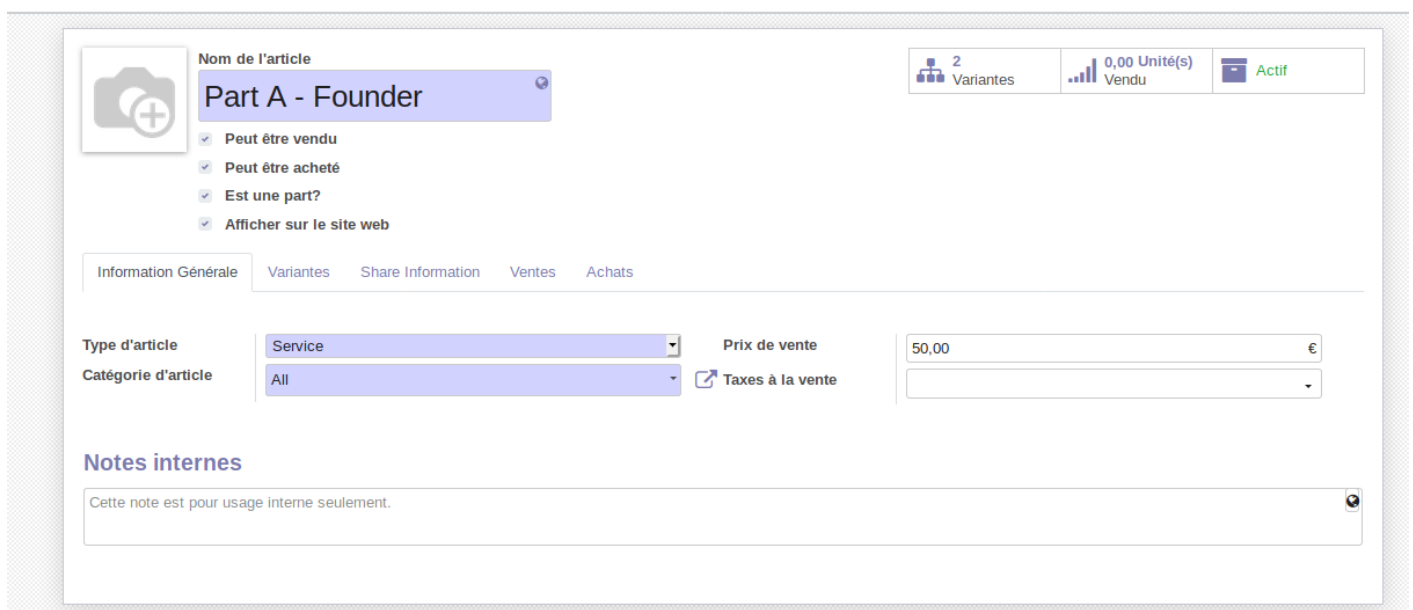 Nom de l'article
Part A - Founder
2
Variantes
0,00 Unité(s)
Vendu
Actif
Peut être vendu
Peut être acheté
Est une part?
Afficher sur le site web
Information Générale Variantes Share Information Ventes Achats
Type d'article Service Prix de vente 50,00 €
Catégorie d'article All Taxes à la vente
Notes internes
Cette note est pour usage interne seulement.